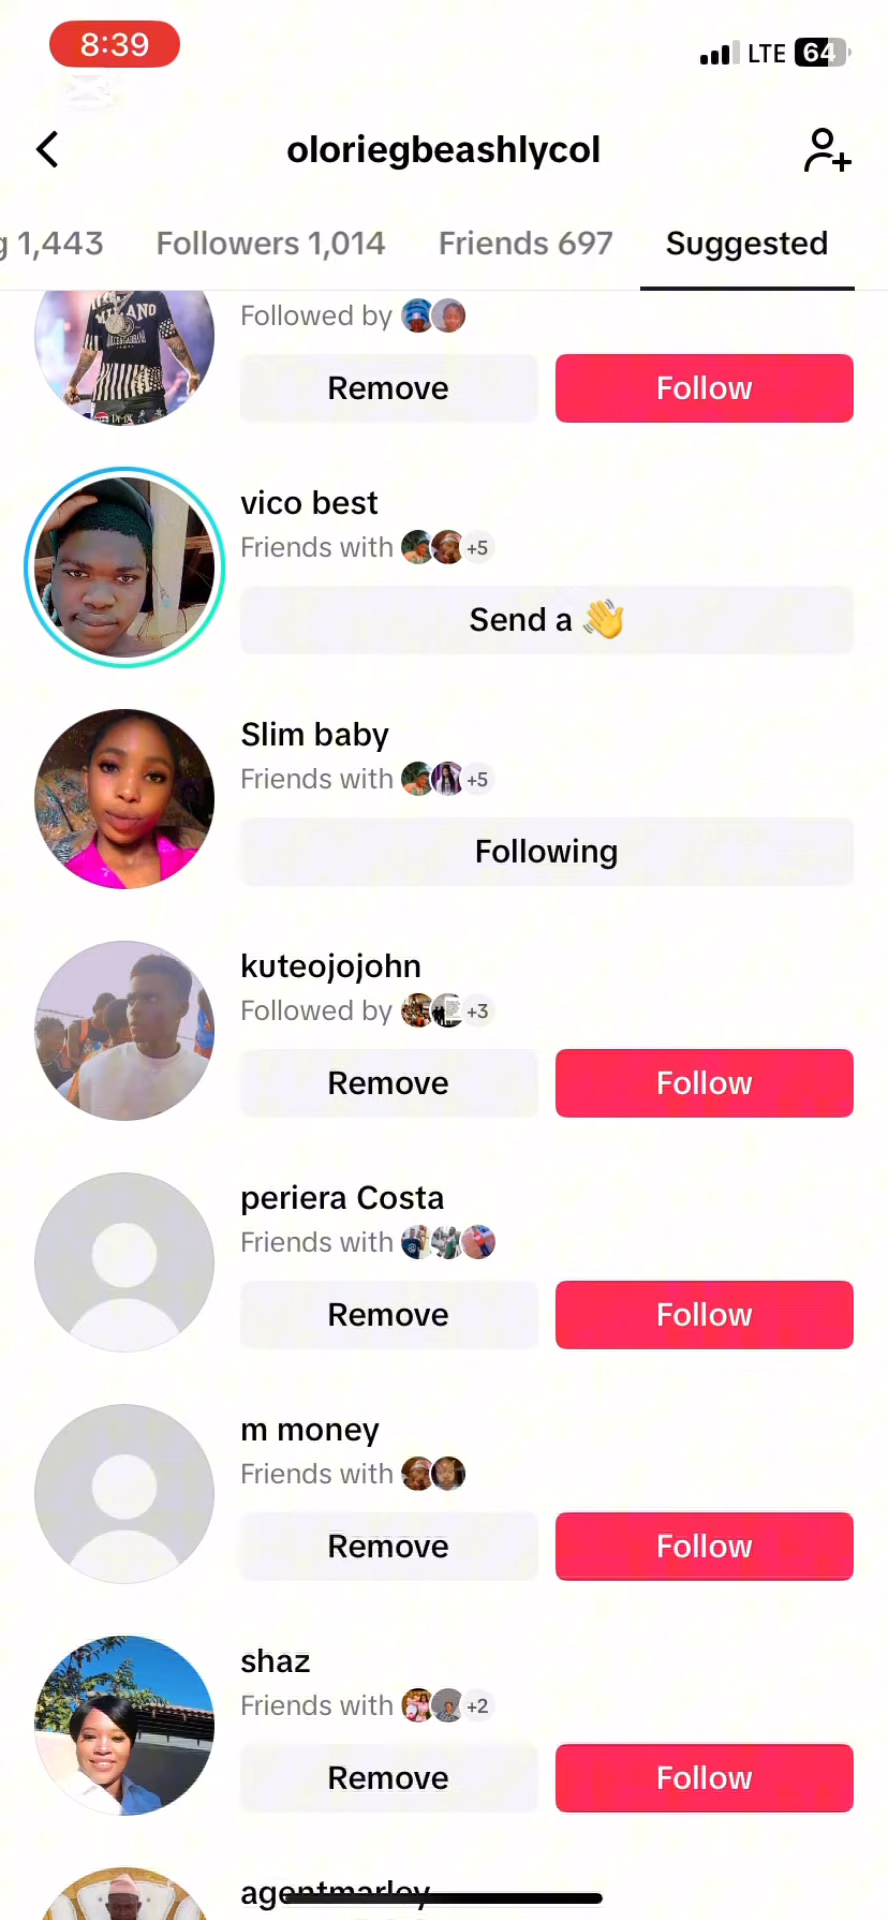 8:39
LTE 64
oloriegbeashlycol
g 1,443 Followers 1,014 Friends 697 Suggested
Followed by
Remove Follow
vico best
Friends with +5
Send a 👋
Slim baby
Friends with +5
Following
kuteojojohn
Followed by +3
Remove Follow
periera Costa
Friends with
Remove Follow
m money
Friends with
Remove Follow
shaz
Friends with +2
Remove Follow
agentmarley